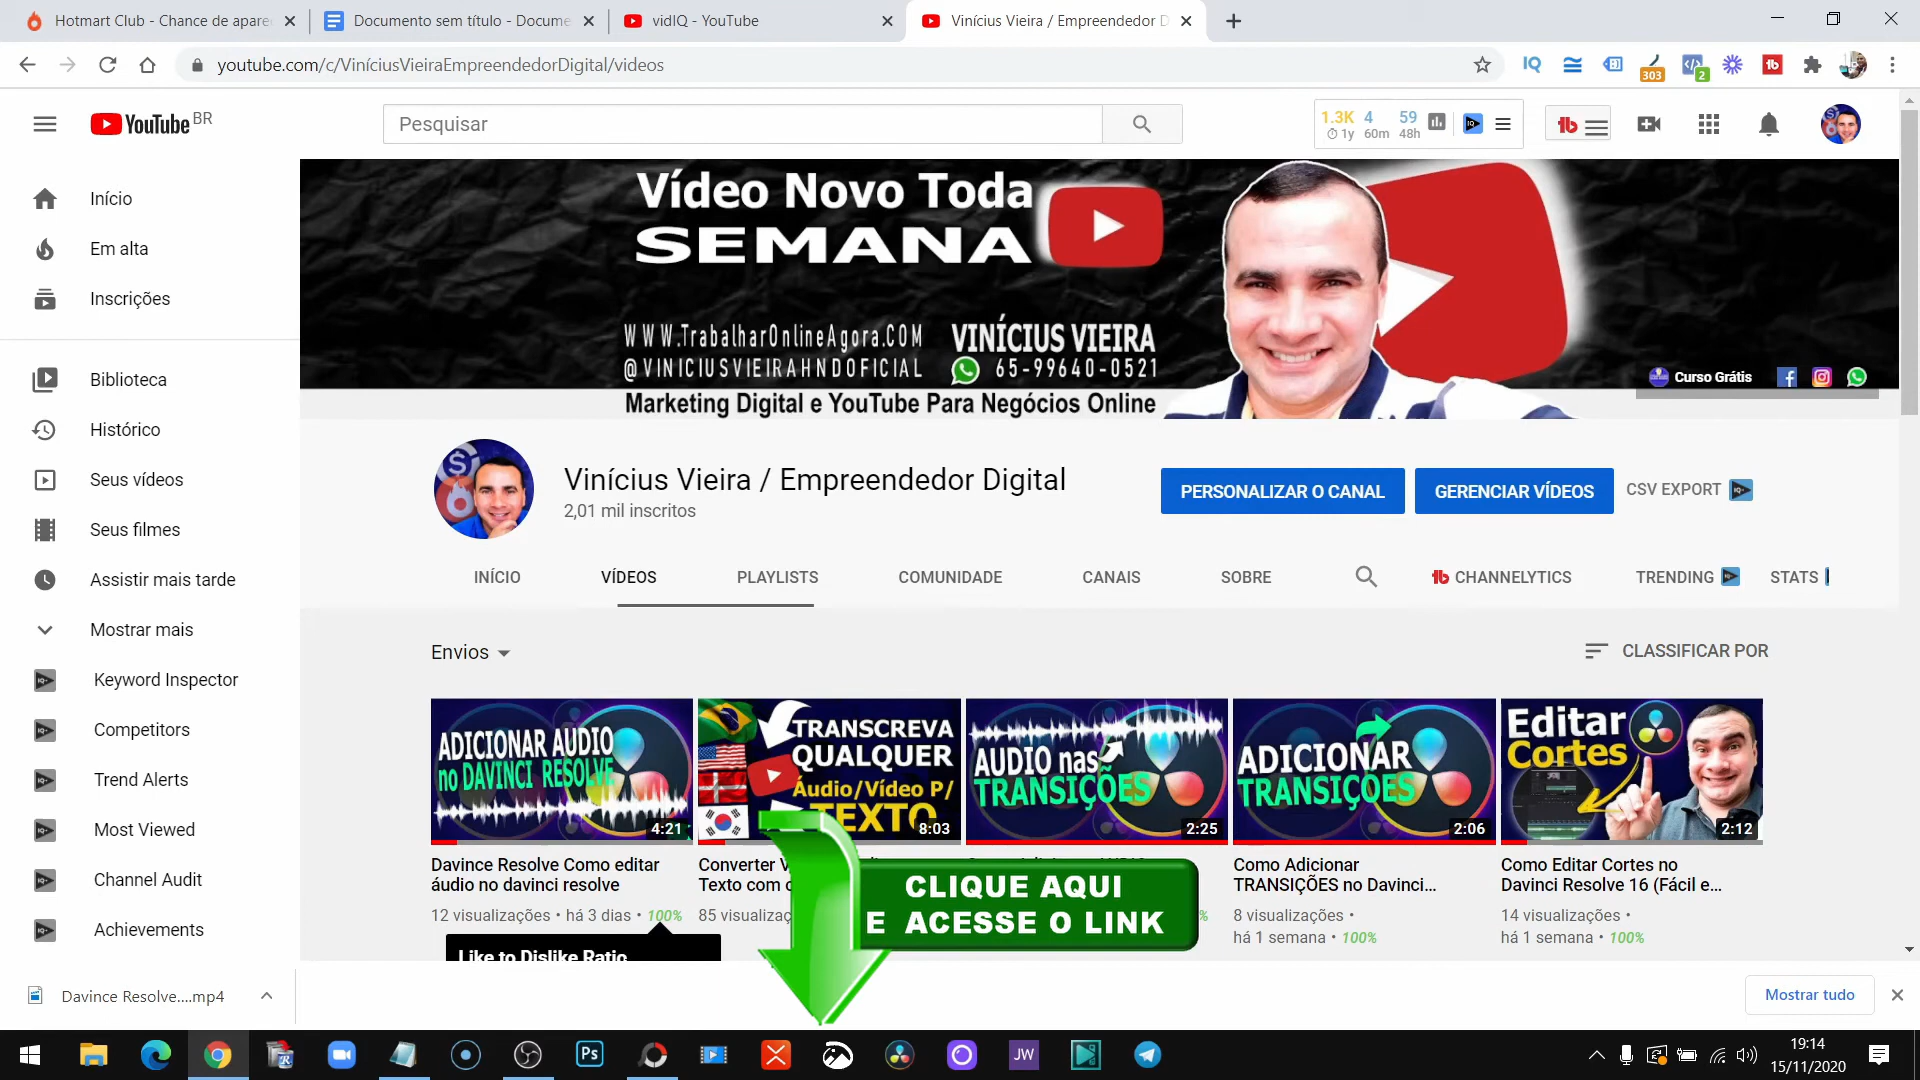 Hotmart Club - Chance de apare
Documento sem título - Docume
vidIQ - YouTube
Vinícius Vieira / Empreendedor D
youtube.com/c/ViníciusVieiraEmpreendedorDigital/videos
IQ
303
2
YouTube BR
Pesquisar
1.3K 4 59
1y 60m 48h
Início
Em alta
Inscrições
Biblioteca
Histórico
Seus vídeos
Seus filmes
Assistir mais tarde
Mostrar mais
Keyword Inspector
Competitors
Trend Alerts
Most Viewed
Channel Audit
Achievements
Vídeo Novo Toda
SEMANA
WWW.TrabalharOnlineAgora.COM
@VINICIUSVIEIRAHNDOFICIAL
VINÍCIUS VIEIRA
65-99640-0521
Marketing Digital e YouTube Para Negócios Online
Curso Grátis
Vinícius Vieira / Empreendedor Digital
2,01 mil inscritos
PERSONALIZAR O CANAL
GERENCIAR VÍDEOS
CSV EXPORT
INÍCIO
VÍDEOS
PLAYLISTS
COMUNIDADE
CANAIS
SOBRE
CHANNELYTICS
TRENDING
STATS
Envios
CLASSIFICAR POR
ADICIONAR AUDIO
no DAVINCI RESOLVE
4:21
TRANSCREVA
QUALQUER
Áudio/Vídeo P/
TEXTO
8:03
AUDIO nas
TRANSIÇÕES
2:25
ADICIONAR
TRANSIÇÕES
2:06
Editar
Cortes
2:12
Davince Resolve Como editar
áudio no davinci resolve
12 visualizações • há 3 dias • 100%
Like to Dislike Ratio
Converter V
Texto com
85 visualizaç
CLIQUE AQUI
E ACESSE O LINK
Como Adicionar
TRANSIÇÕES no Davinci...
8 visualizações •
há 1 semana • 100%
Como Editar Cortes no
Davinci Resolve 16 (Fácil e...
14 visualizações •
há 1 semana • 100%
Davince Resolve....mp4
Mostrar tudo
Ps
JW
19:14
15/11/2020